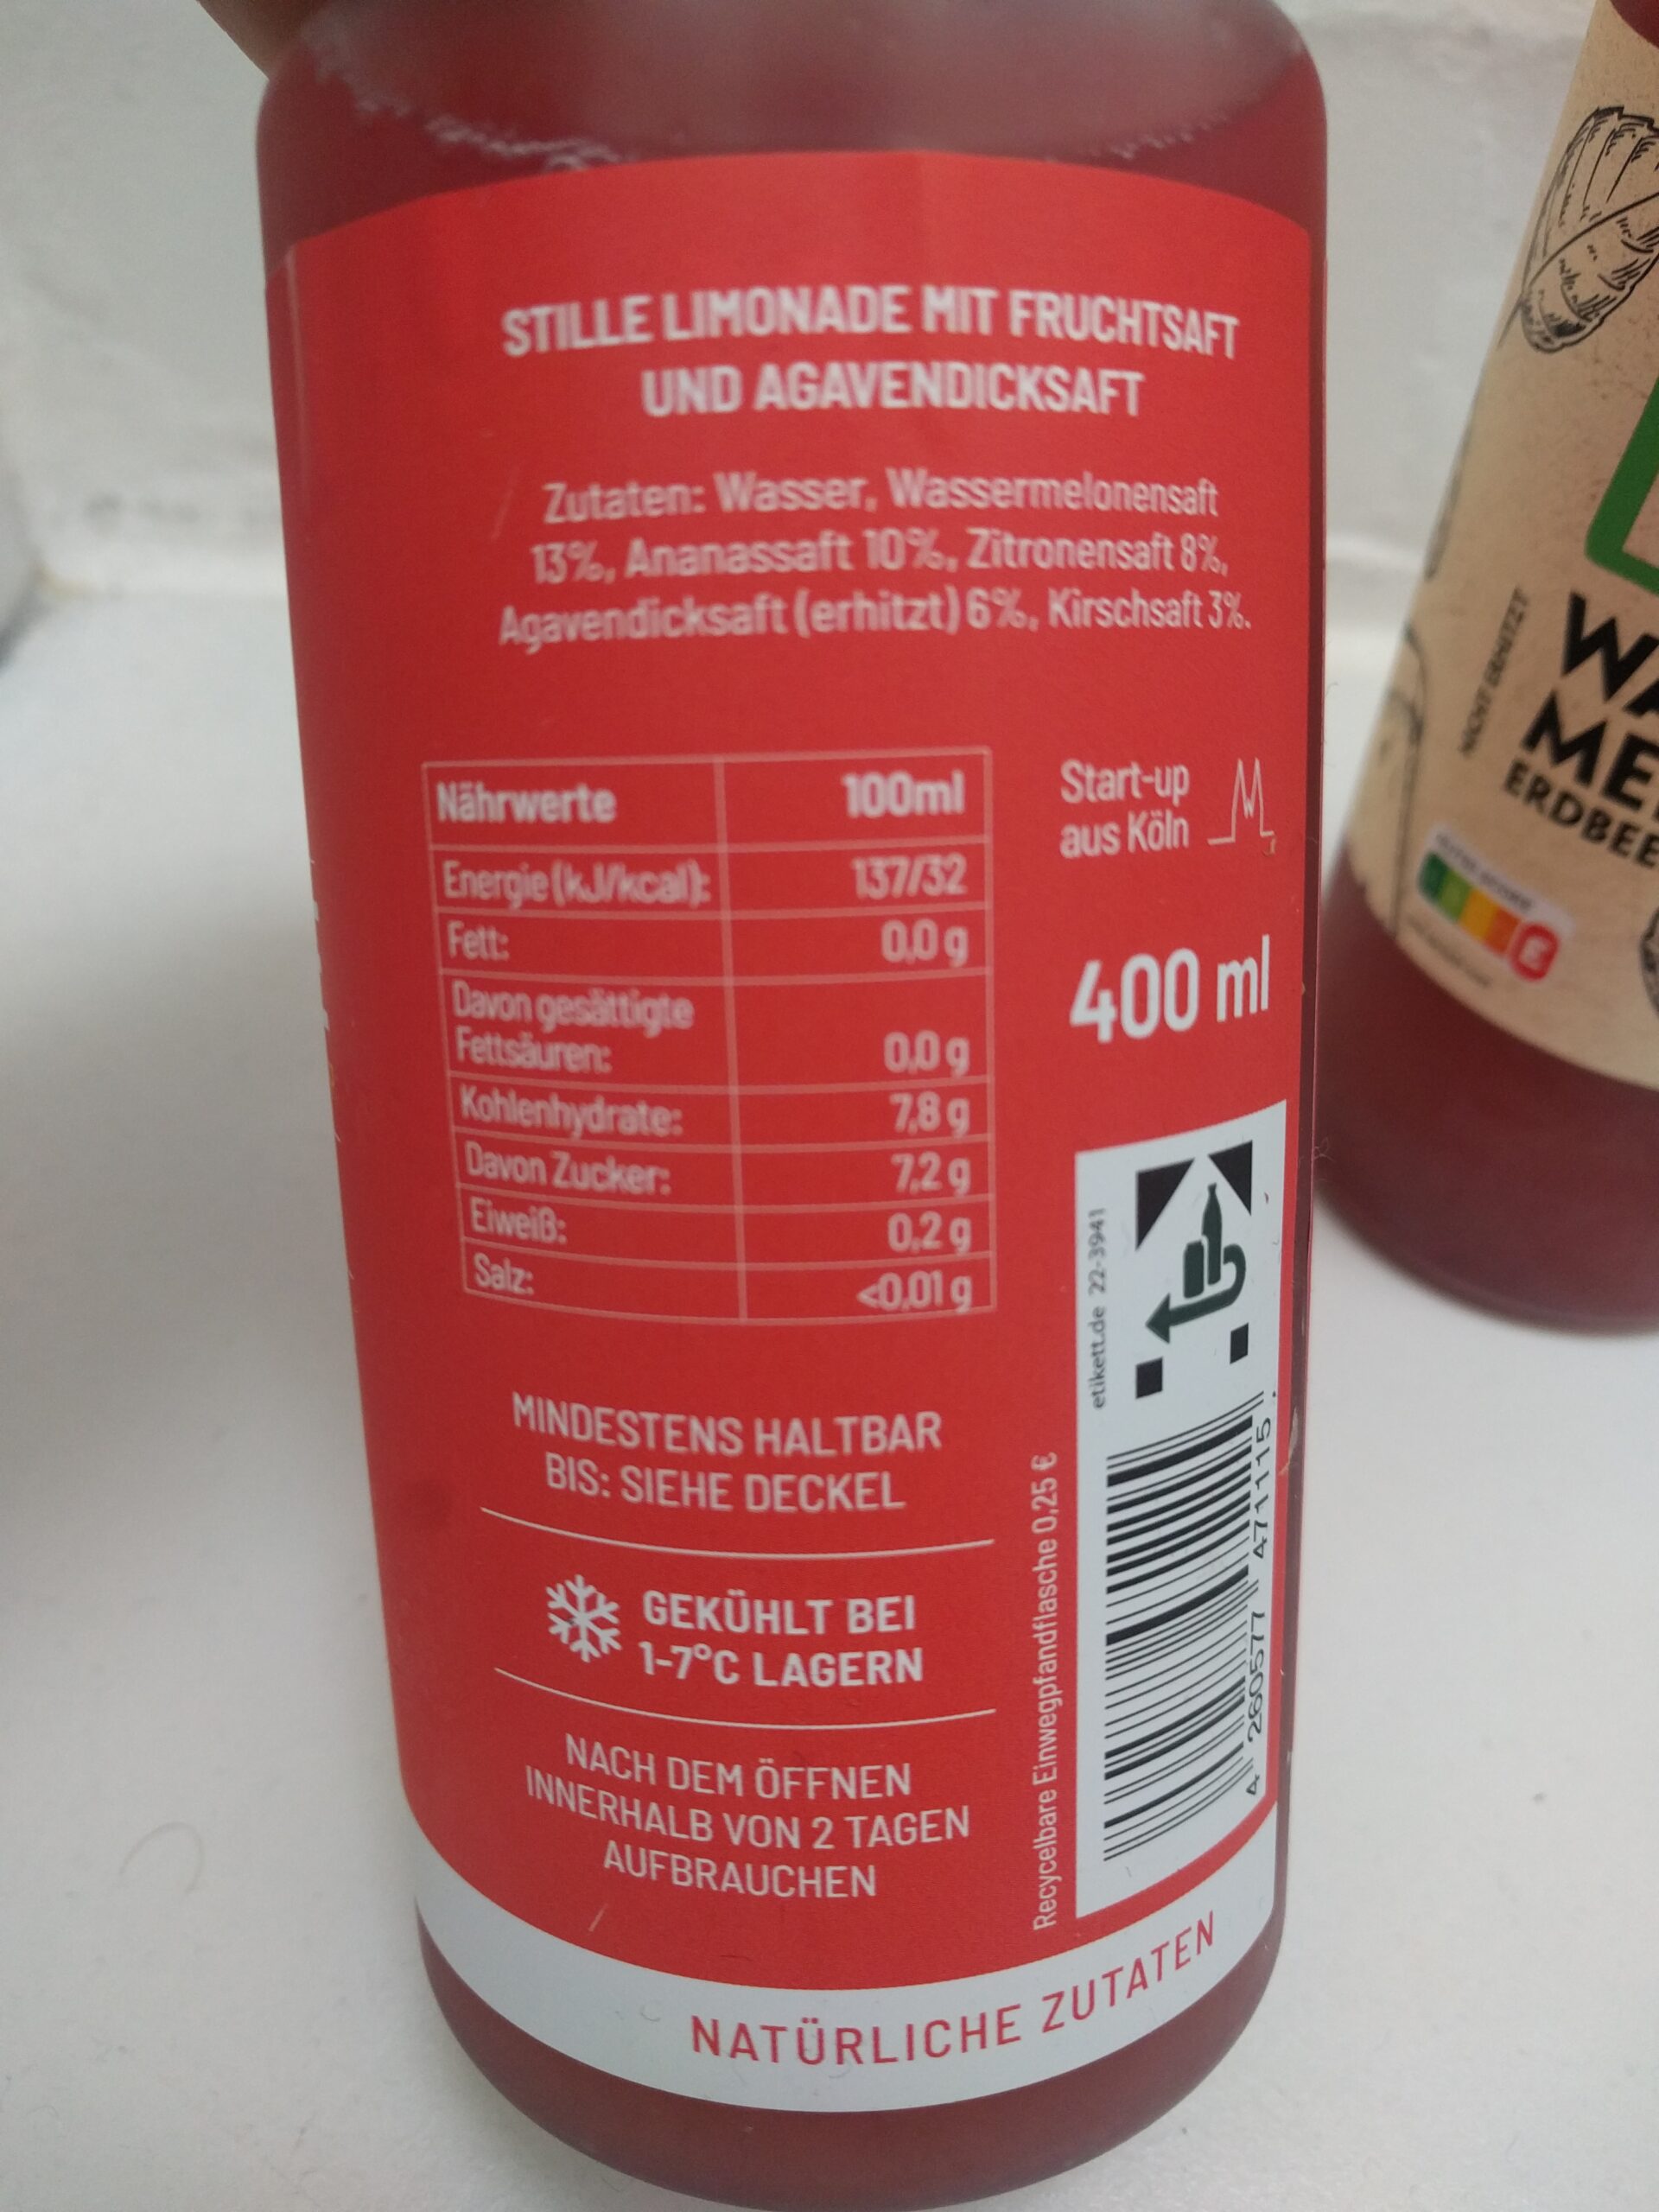 STILLE LIMONADE MIT FRUCHTSAFT
UND AGAVENDICKSAFT
Zutaten: Wasser, Wassermelonensaft
13%, Ananassaft 10%, Zitronensaft 8%,
Agavendicksaft (erhitzt) 6%, Kirschsaft 3%.
Nährwerte 100ml
Energie (kJ/kcal): 137/32
Fett: 0,0 g
Davon gesättigte
Fettsäuren: 0,0 g
Kohlenhydrate: 7,8 g
Davon Zucker: 7,2 g
Eiweiß: 0,2 g
Salz: <0,01 g
Start-up
aus Köln
400 ml
etikett.de 22-3941
Recycelbare Einwegpfandflasche 0,25 €
4 260577 471115
MINDESTENS HALTBAR
BIS: SIEHE DECKEL
GEKÜHLT BEI
1-7°C LAGERN
NACH DEM ÖFFNEN
INNERHALB VON 2 TAGEN
AUFBRAUCHEN
NATÜRLICHE ZUTATEN
NICHT ERHITZT
WA
ME
ERDBEE